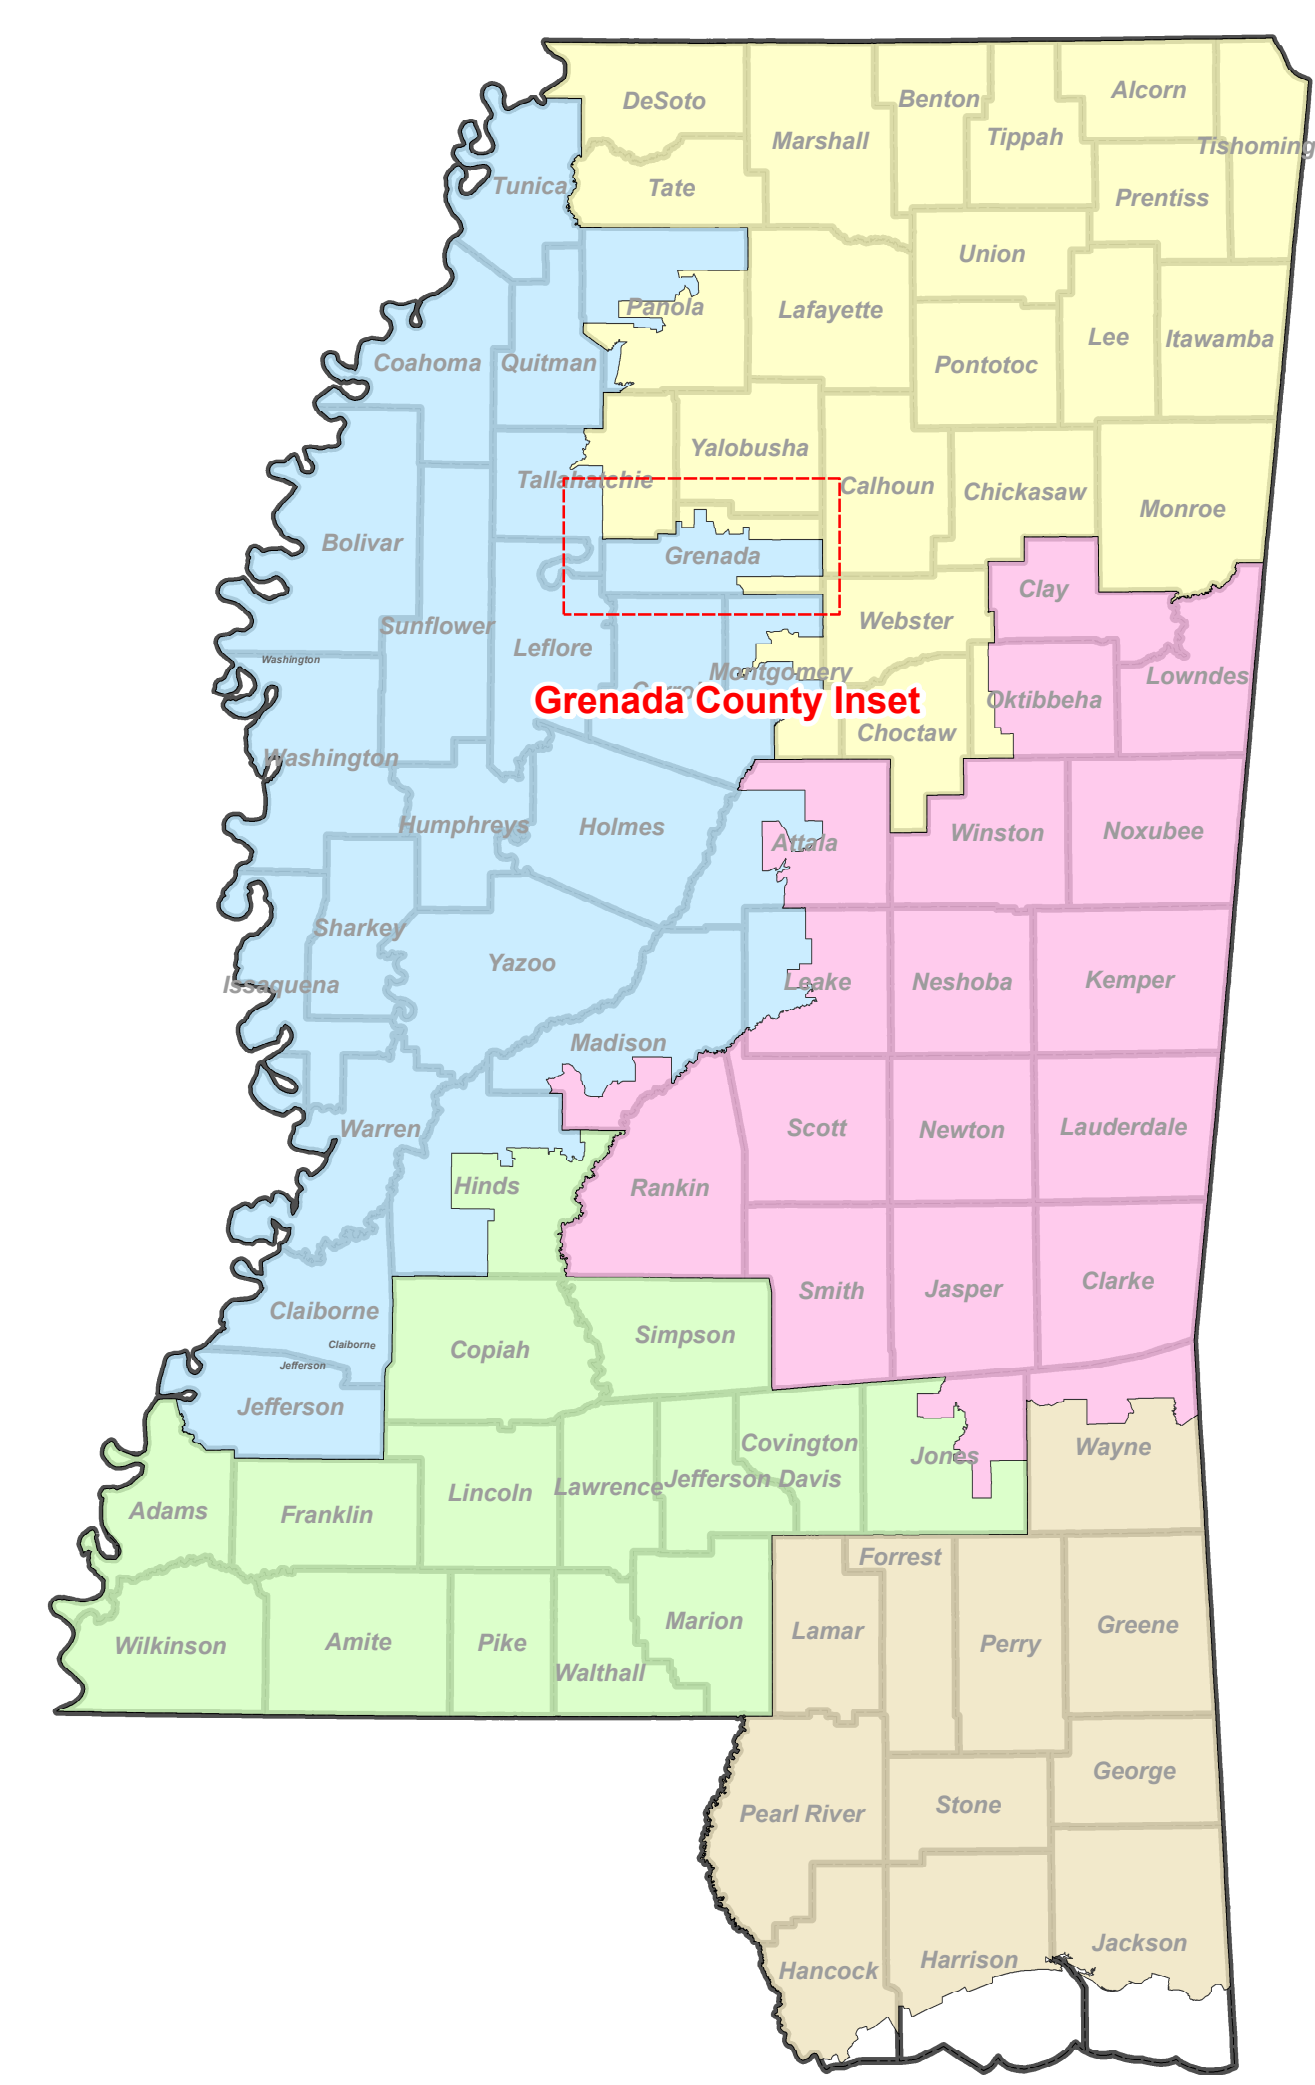 DeSoto
Benton
Alcorn
Marshall
Tippah
Tishoming
Tunica
Tate
Prentiss
Union
Panola
Lafayette
Lee
Itawamba
Coahoma
Quitman
Pontotoc
Yalobusha
Tallahatchie
Calhoun
Chickasaw
Monroe
Bolivar
Grenada
Clay
Sunflower
Leflore
Webster
Washington
Montgomery
Lowndes
Oktibbeha
Grenada County Inset
Choctaw
Washington
Humphreys
Holmes
Attala
Winston
Noxubee
Sharkey
Yazoo
Issaquena
Leake
Neshoba
Kemper
Madison
Warren
Scott
Newton
Lauderdale
Hinds
Rankin
Claiborne
Smith
Jasper
Clarke
Claiborne
Copiah
Simpson
Jefferson
Jefferson
Covington
Jones
Wayne
Adams
Franklin
Lincoln
Lawrence
Jefferson Davis
Forrest
Wilkinson
Amite
Pike
Walthall
Marion
Lamar
Perry
Greene
George
Pearl River
Stone
Hancock
Harrison
Jackson